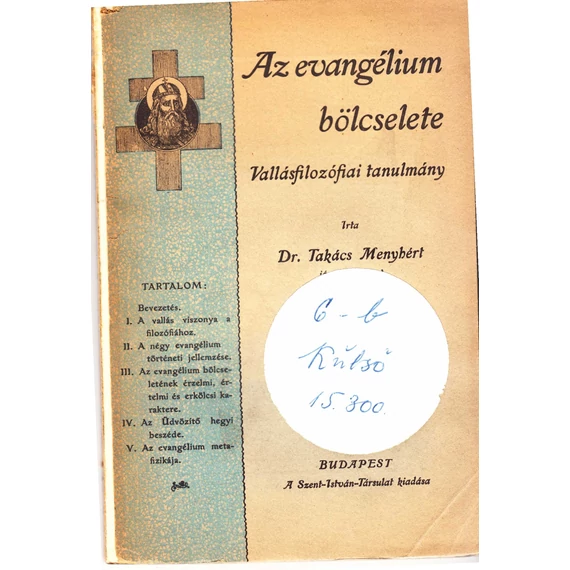 Az evangélium
bölcselete
Vallásfilozófiai tanulmány
Irta
Dr. Takács Menyhért
TARTALOM:
Bevezetés.
I. A vallás viszonya a
filozófiához.
II. A négy evangélium
történeti jellemzése.
III. Az evangélium bölcse-
letének érzelmi, ér-
telmi és erkölcsi ka-
raktere.
IV. Az Üdvözítő hegyi
beszéde.
V. Az evangélium meta-
fizikája.
6 - b
Külső
15.300.
BUDAPEST
A Szent-István-Társulat kiadása